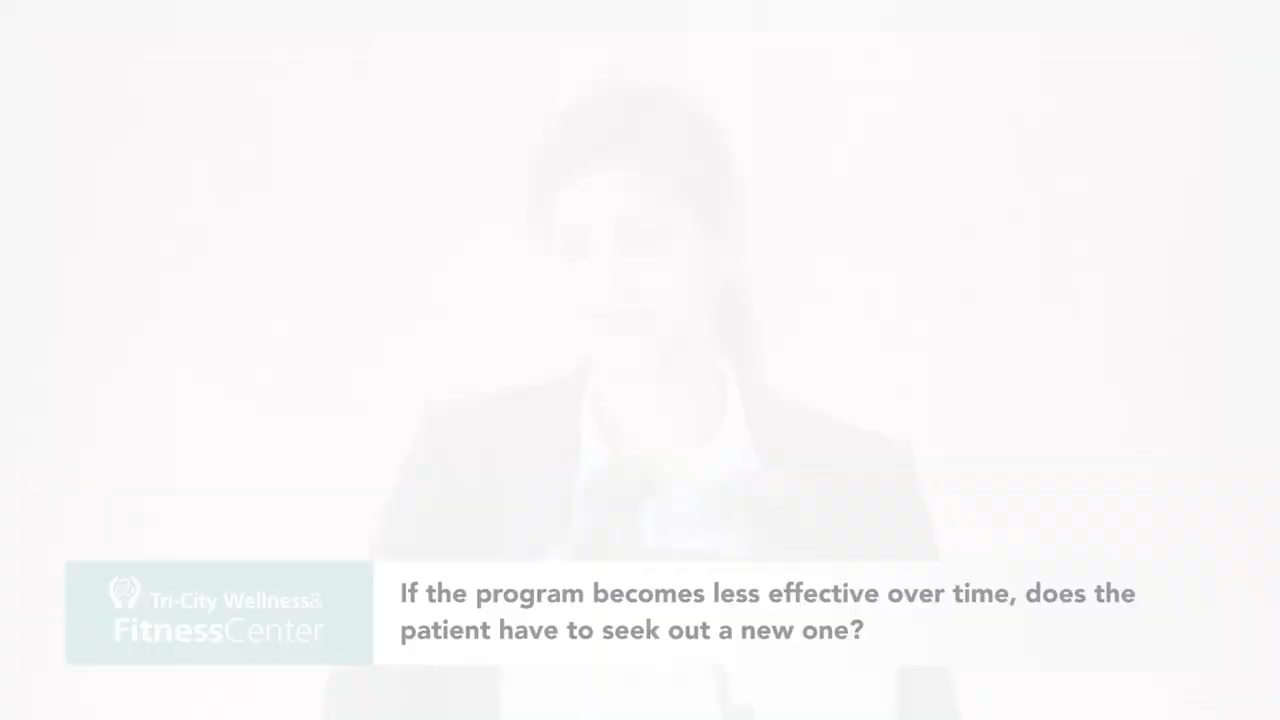 Tri-City Wellness &
FitnessCenter
If the program becomes less effective over time, does the
patient have to seek out a new one?